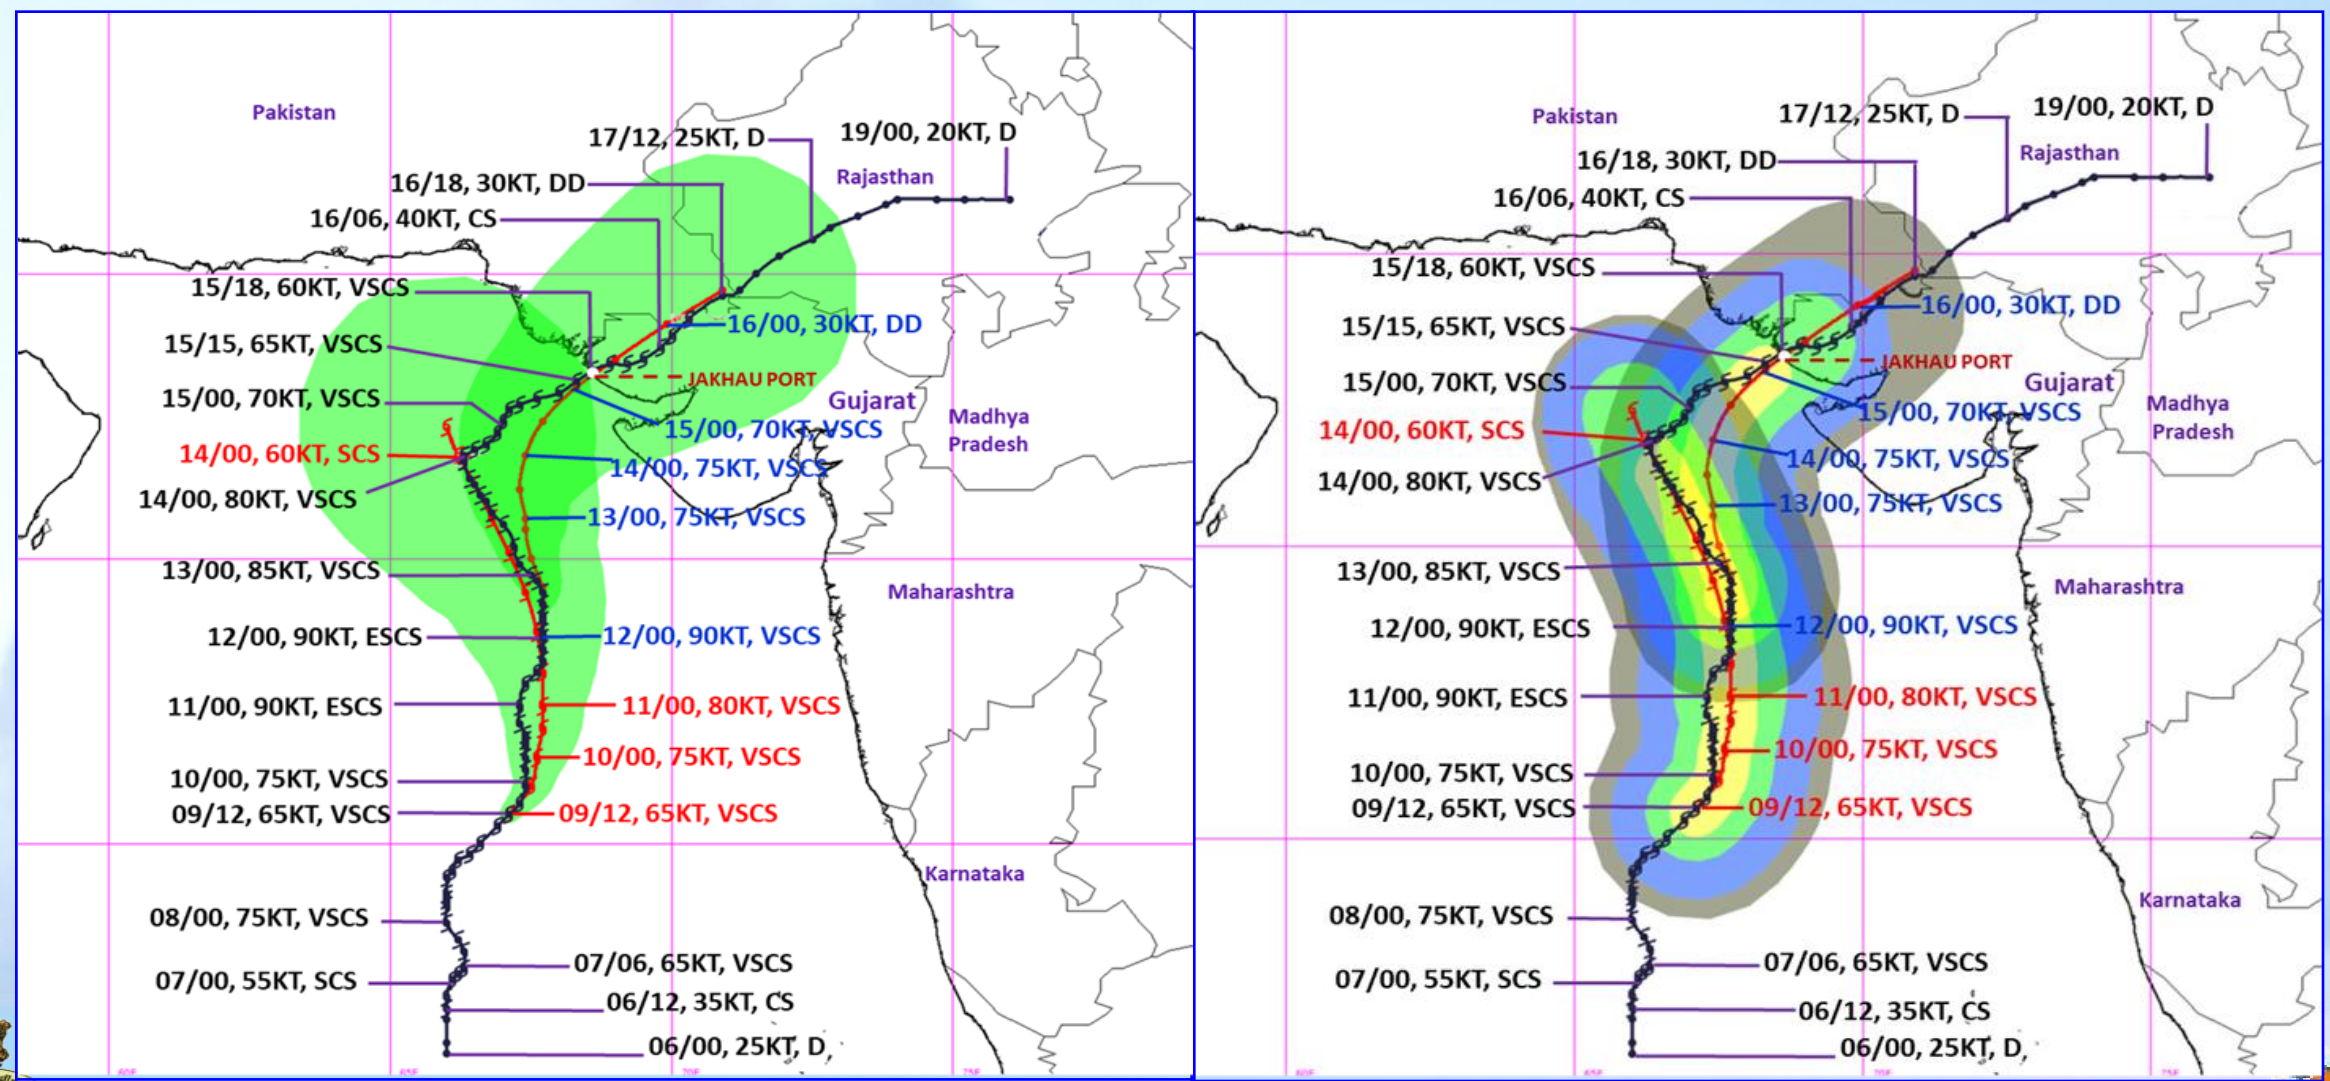 Pakistan
17/12, 25KT, D
19/00, 20KT, D
16/18, 30KT, DD
Rajasthan
16/06, 40KT, CS
15/18, 60KT, VSCS
16/00, 30KT, DD
15/15, 65KT, VSCS
JAKHAU PORT
15/00, 70KT, VSCS
Gujarat
Madhya
Pradesh
15/00, 70KT, VSCS
14/00, 60KT, SCS
14/00, 75KT, VSCS
14/00, 80KT, VSCS
13/00, 75KT, VSCS
13/00, 85KT, VSCS
Maharashtra
12/00, 90KT, ESCS
12/00, 90KT, VSCS
11/00, 90KT, ESCS
11/00, 80KT, VSCS
10/00, 75KT, VSCS
10/00, 75KT, VSCS
09/12, 65KT, VSCS
09/12, 65KT, VSCS
Karnataka
08/00, 75KT, VSCS
07/06, 65KT, VSCS
07/00, 55KT, SCS
06/12, 35KT, CS
06/00, 25KT, D,
60E
65E
70E
75E
Pakistan
17/12, 25KT, D
19/00, 20KT, D
16/18, 30KT, DD
Rajasthan
16/06, 40KT, CS
15/18, 60KT, VSCS
16/00, 30KT, DD
15/15, 65KT, VSCS
JAKHAU PORT
15/00, 70KT, VSCS
Gujarat
Madhya
Pradesh
15/00, 70KT, VSCS
14/00, 60KT, SCS
14/00, 75KT, VSCS
14/00, 80KT, VSCS
13/00, 75KT, VSCS
13/00, 85KT, VSCS
Maharashtra
12/00, 90KT, ESCS
12/00, 90KT, VSCS
11/00, 90KT, ESCS
11/00, 80KT, VSCS
10/00, 75KT, VSCS
10/00, 75KT, VSCS
09/12, 65KT, VSCS
09/12, 65KT, VSCS
Karnataka
08/00, 75KT, VSCS
07/06, 65KT, VSCS
07/00, 55KT, SCS
06/12, 35KT, CS
06/00, 25KT, D,
60E
65E
70E
75E